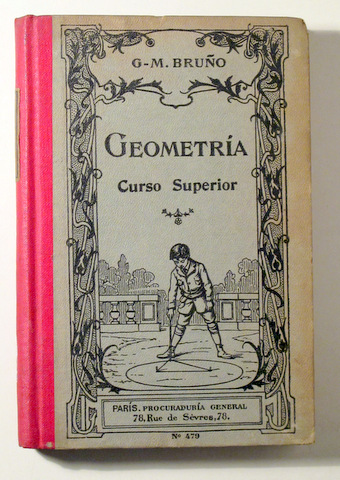 G-M. BRUÑO
GEOMETRÍA
Curso Superior
PARÍS. PROCURADURÍA GENERAL
78, Rue de Sèvres, 78.
Nº 479